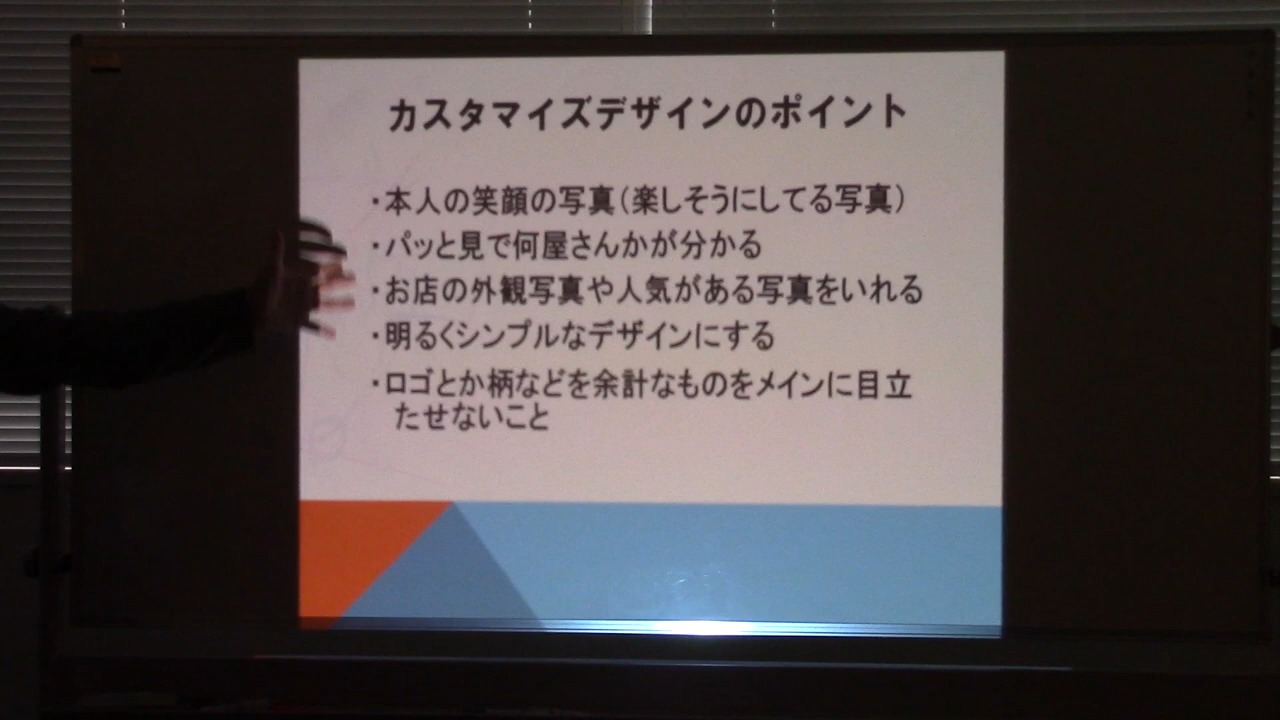 カスタマイズデザインのポイント
・本人の笑顔の写真(楽しそうにしてる写真)
・パッと見で何屋さんかが分かる
・お店の外観写真や人気がある写真をいれる
・明るくシンプルなデザインにする
・ロゴとか柄などを余計なものをメインに目立
たせないこと